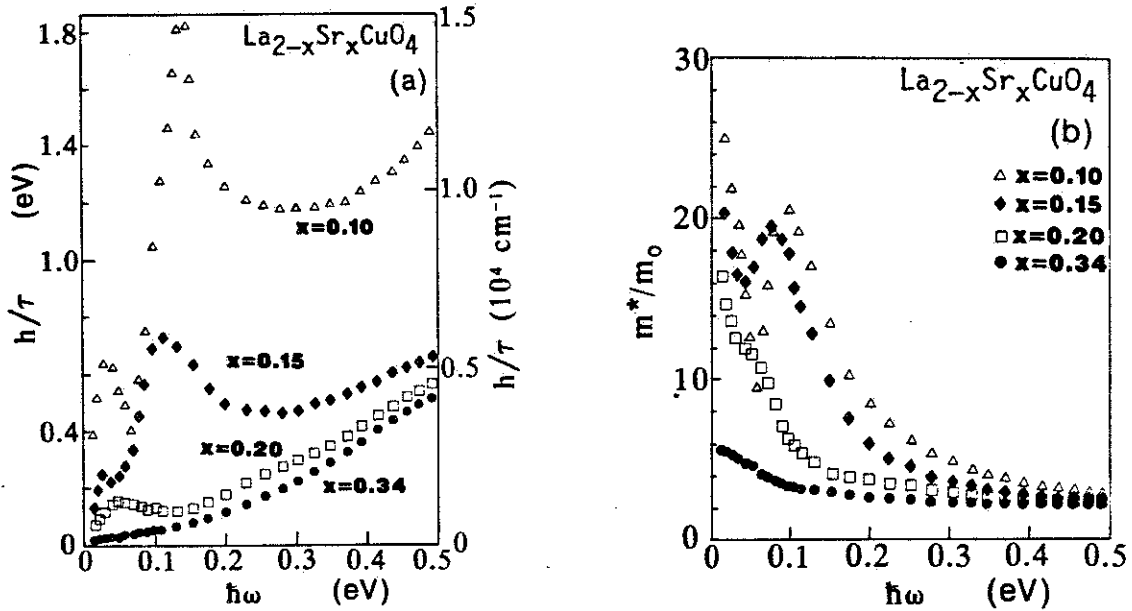 La2-xSrxCuO4
(a)
1.8
1.4
1.0
0.4
0
h/τ (eV)
1.5
1.0
0.5
0
h/τ (10⁴ cm⁻¹)
x=0.10
x=0.15
x=0.20
x=0.34
0 0.1 0.2 0.3 0.4 0.5
ħω (eV)
La2-xSrxCuO4
(b)
30
20
10
0
m*/m0
△ x=0.10
◆ x=0.15
□ x=0.20
● x=0.34
0 0.1 0.2 0.3 0.4 0.5
ħω (eV)